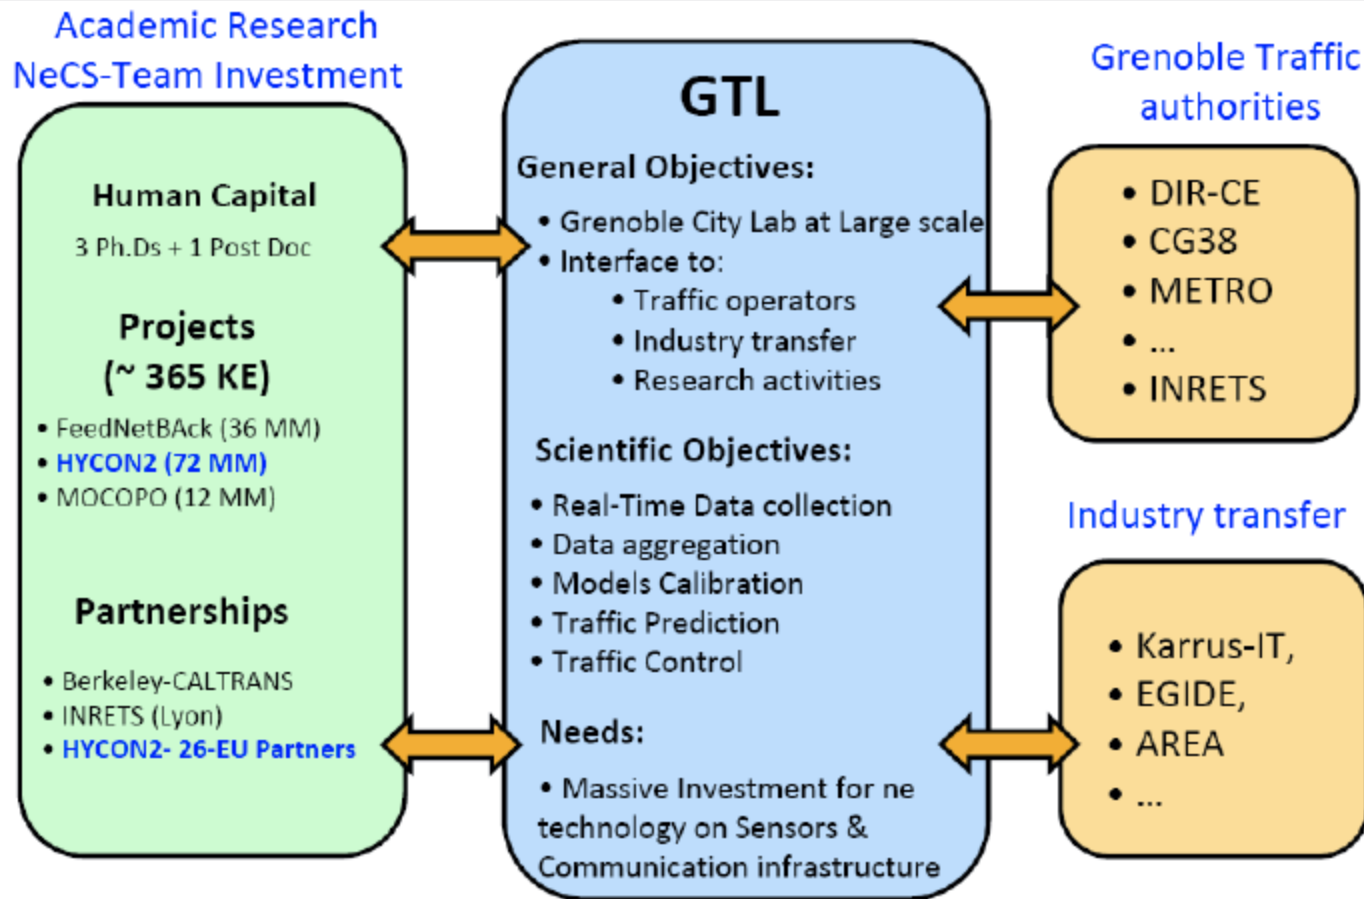 Academic Research
NeCS-Team Investment
Human Capital
3 Ph.Ds + 1 Post Doc
Projects
(~ 365 KE)
• FeedNetBAck (36 MM)
• HYCON2 (72 MM)
• MOCOPO (12 MM)
Partnerships
• Berkeley-CALTRANS
• INRETS (Lyon)
• HYCON2- 26-EU Partners
GTL
General Objectives:
• Grenoble City Lab at Large scale
• Interface to:
• Traffic operators
• Industry transfer
• Research activities
Scientific Objectives:
• Real-Time Data collection
• Data aggregation
• Models Calibration
• Traffic Prediction
• Traffic Control
Needs:
• Massive Investment for ne
technology on Sensors &
Communication infrastructure
Grenoble Traffic
authorities
• DIR-CE
• CG38
• METRO
• ...
• INRETS
Industry transfer
• Karrus-IT,
• EGIDE,
• AREA
• ...